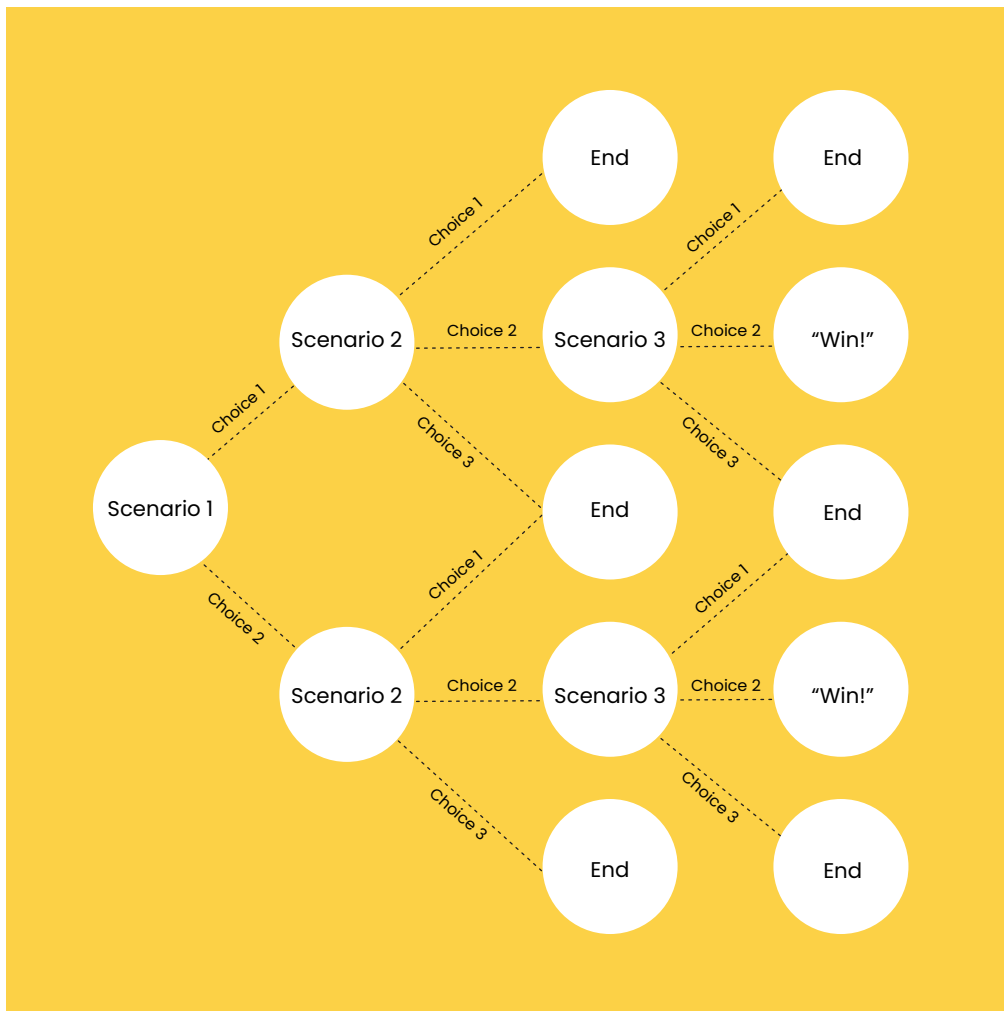 End
End
Choice 1
Choice 1
Scenario 2
Choice 2
Scenario 3
Choice 2
“Win!”
Choice 1
Choice 3
Choice 3
Scenario 1
End
End
Choice 1
Choice 1
Choice 2
Scenario 2
Choice 2
Scenario 3
Choice 2
“Win!”
Choice 3
Choice 3
End
End